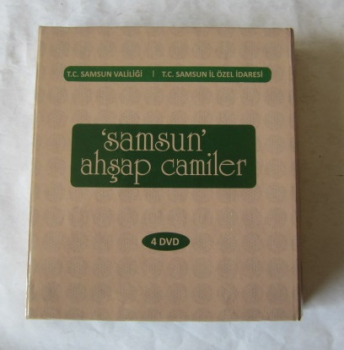 T.C. SAMSUN VALİLİĞİ | T.C. SAMSUN İL ÖZEL İDARESİ
'samsun'
ahşap camiler
4 DVD